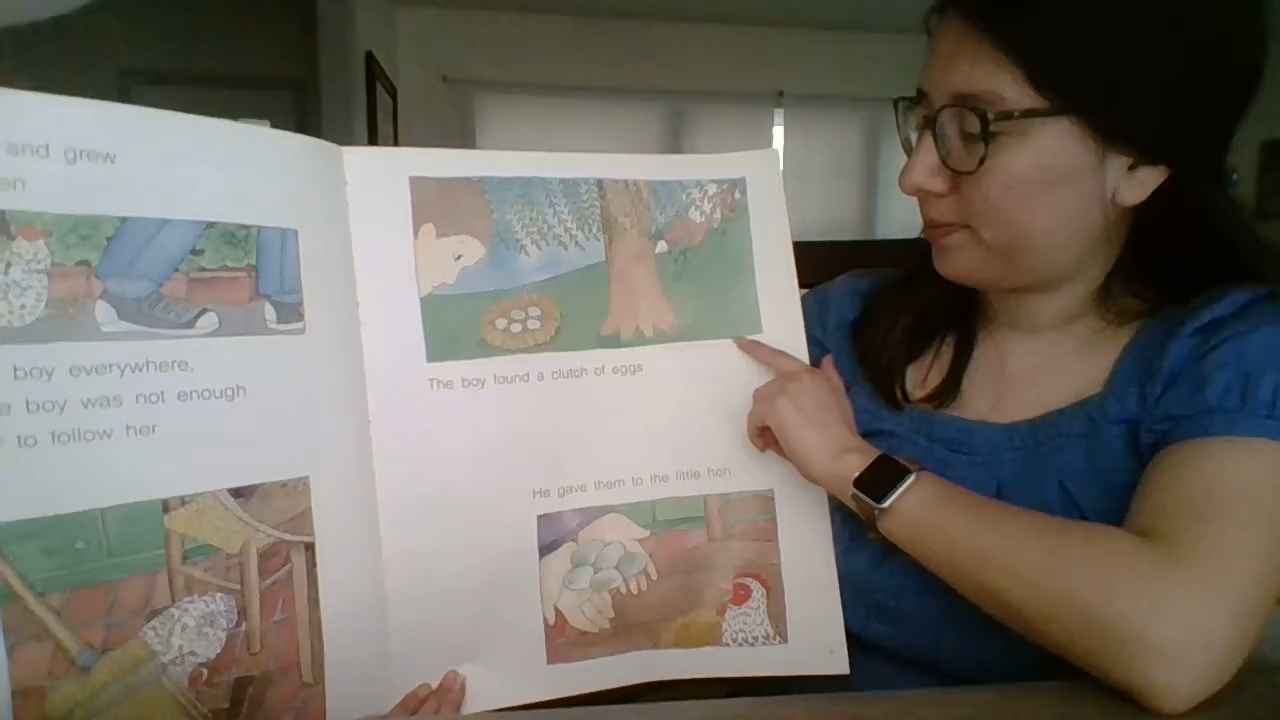 and grew
en
boy everywhere,
boy was not enough
to follow her
The boy found a clutch of eggs
He gave them to the little hen